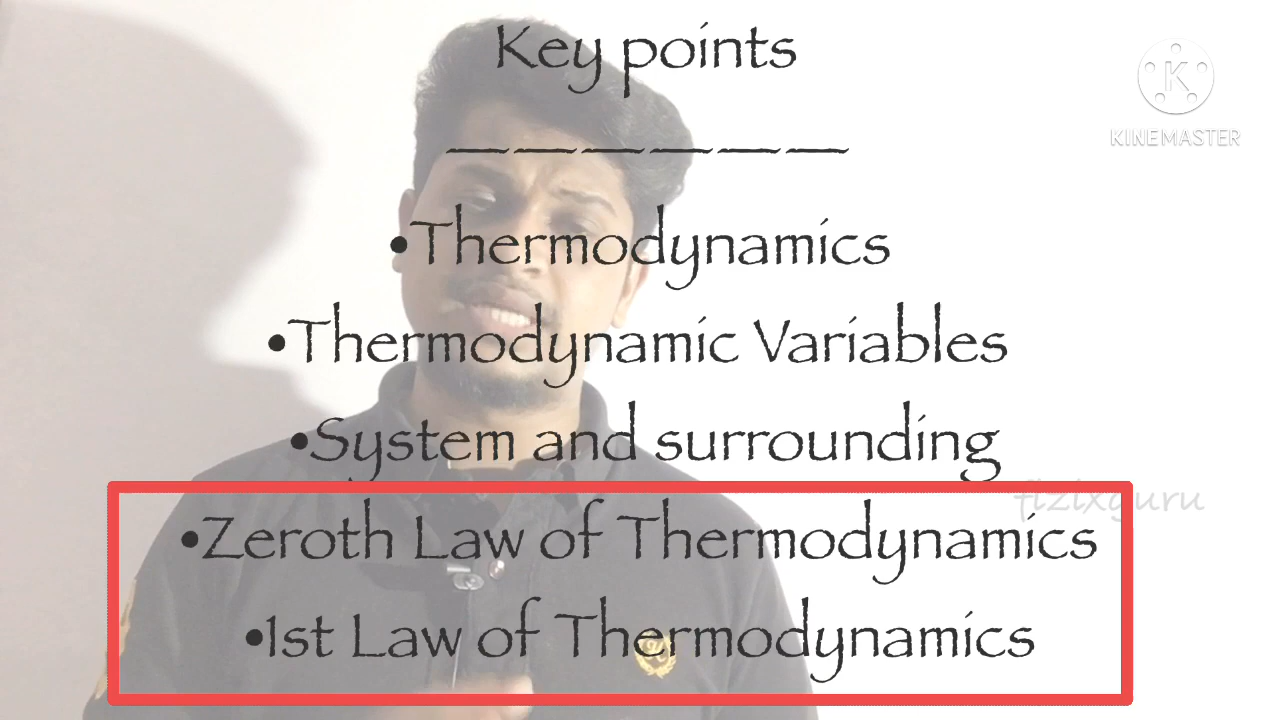 Key points
——————
•Thermodynamics
•Thermodynamic Variables
•System and surrounding
•Zeroth Law of Thermodynamics
•1st Law of Thermodynamics
K
KINEMASTER
fizixguru